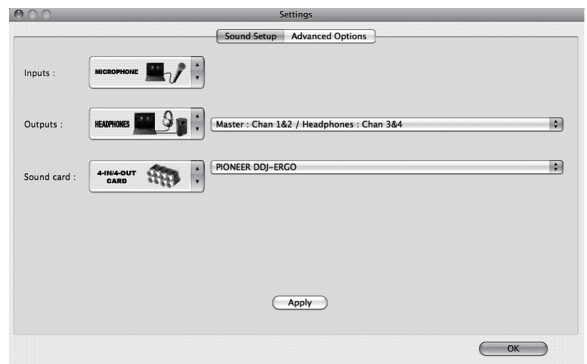 Settings
Sound Setup Advanced Options
Inputs :
MICROPHONE
Outputs :
HEADPHONES
Master : Chan 1&2 / Headphones : Chan 3&4
Sound card :
4-IN/4-OUT
CARD
PIONEER DDJ-ERGO
Apply
OK